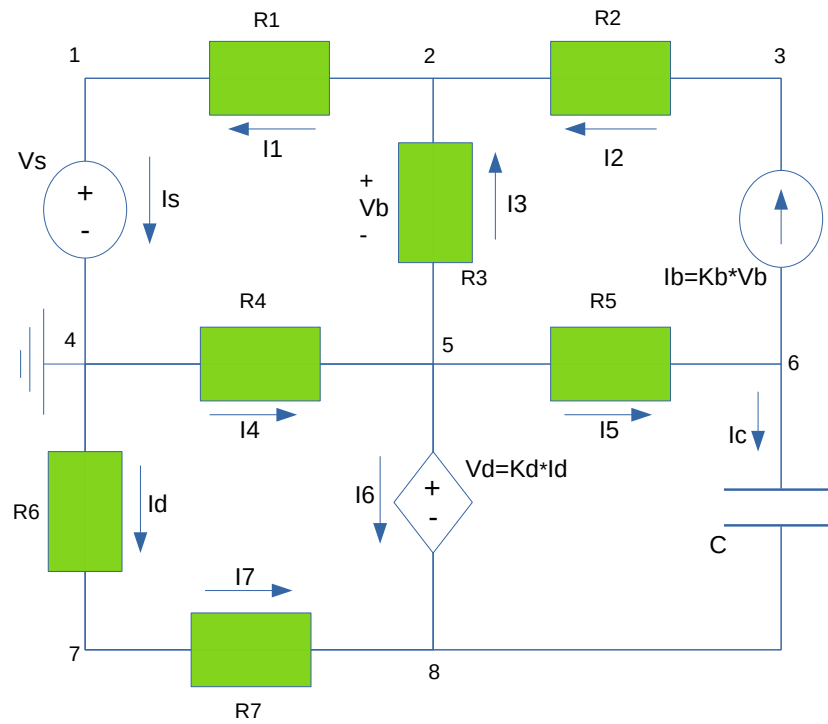 R1
R2
1
2
3
I1
I2
Vs
+
-
Is
+
Vb
-
I3
R3
Ib=Kb*Vb
R4
R5
4
5
6
I4
I5
Ic
R6
Id
I6
+
-
Vd=Kd*Id
C
I7
7
8
R7